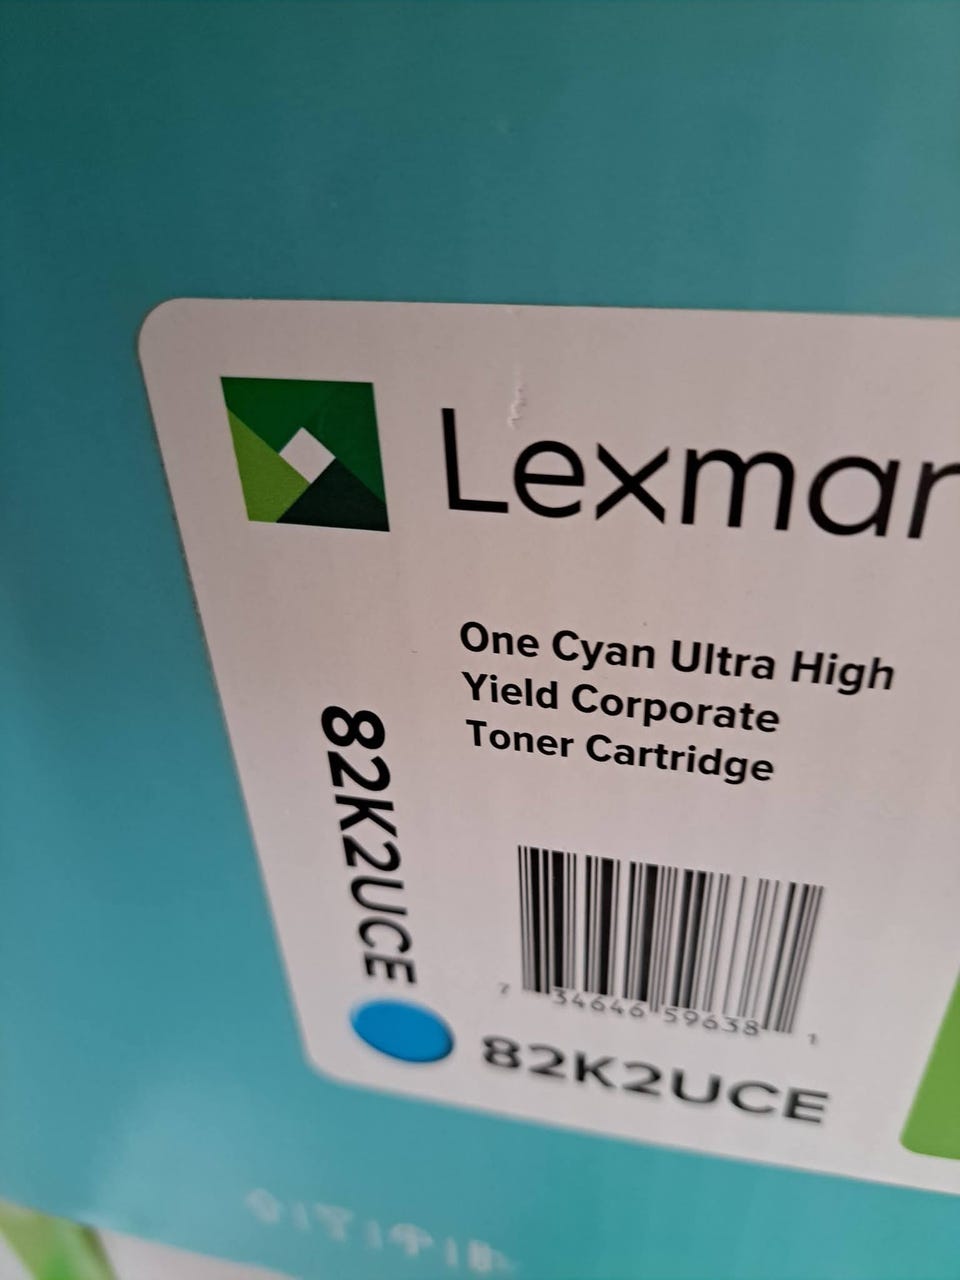 Lexmar
One Cyan Ultra High
Yield Corporate
Toner Cartridge
82K2UCE
7 34646 59638 1
82K2UCE